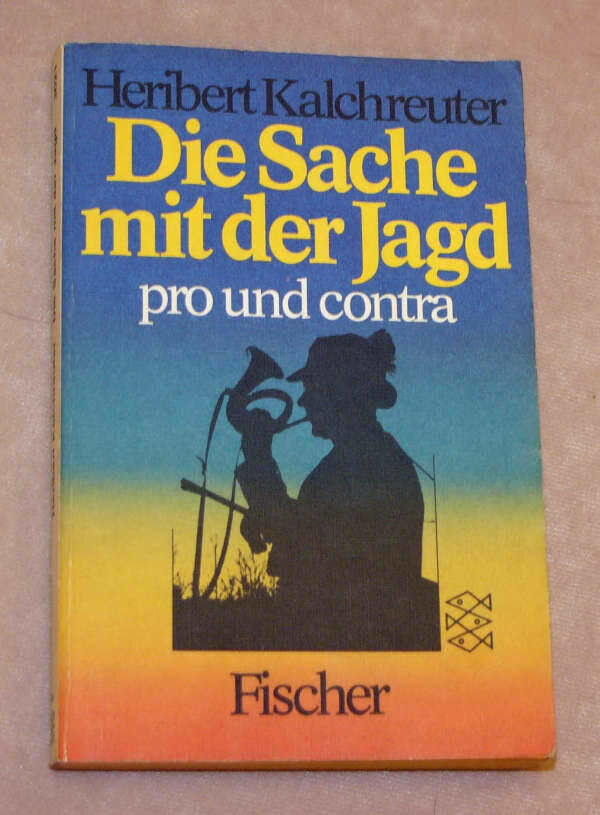 Heribert Kalchreuter
Die Sache
mit der Jagd
pro und contra
Fischer